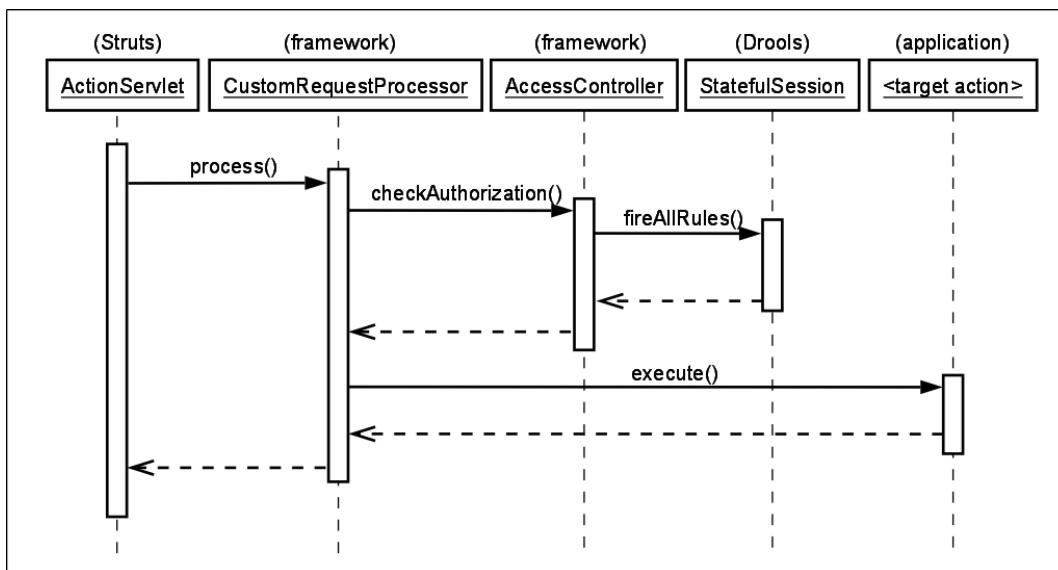 (Struts) (framework) (framework) (Drools) (application)
ActionServlet CustomRequestProcessor AccessController StatefulSession <target action>
process()
checkAuthorization()
fireAllRules()
execute()